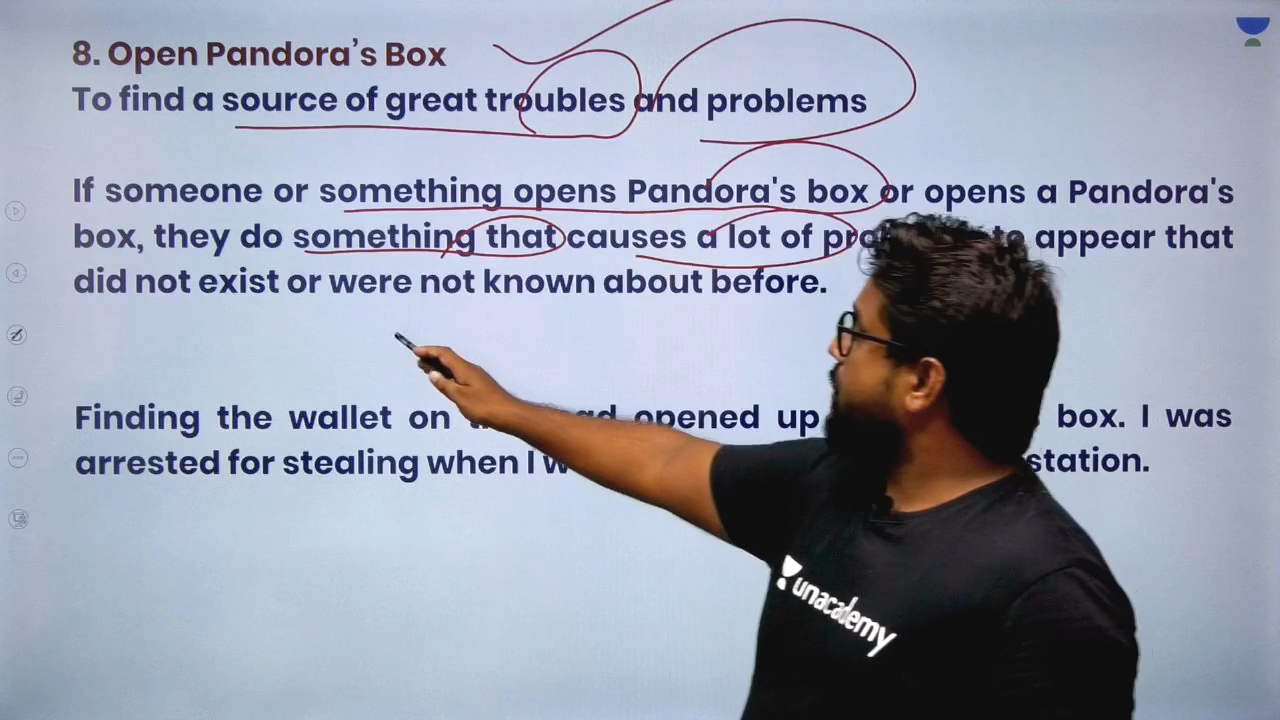 8. Open Pandora's Box
To find a source of great troubles and problems
If someone or something opens Pandora's box or opens a Pandora's
box, they do something that causes a lot of to appear that
did not exist or were not known about before.
Finding the wallet on opened up box. I was
arrested for stealing when I station.
unacademy